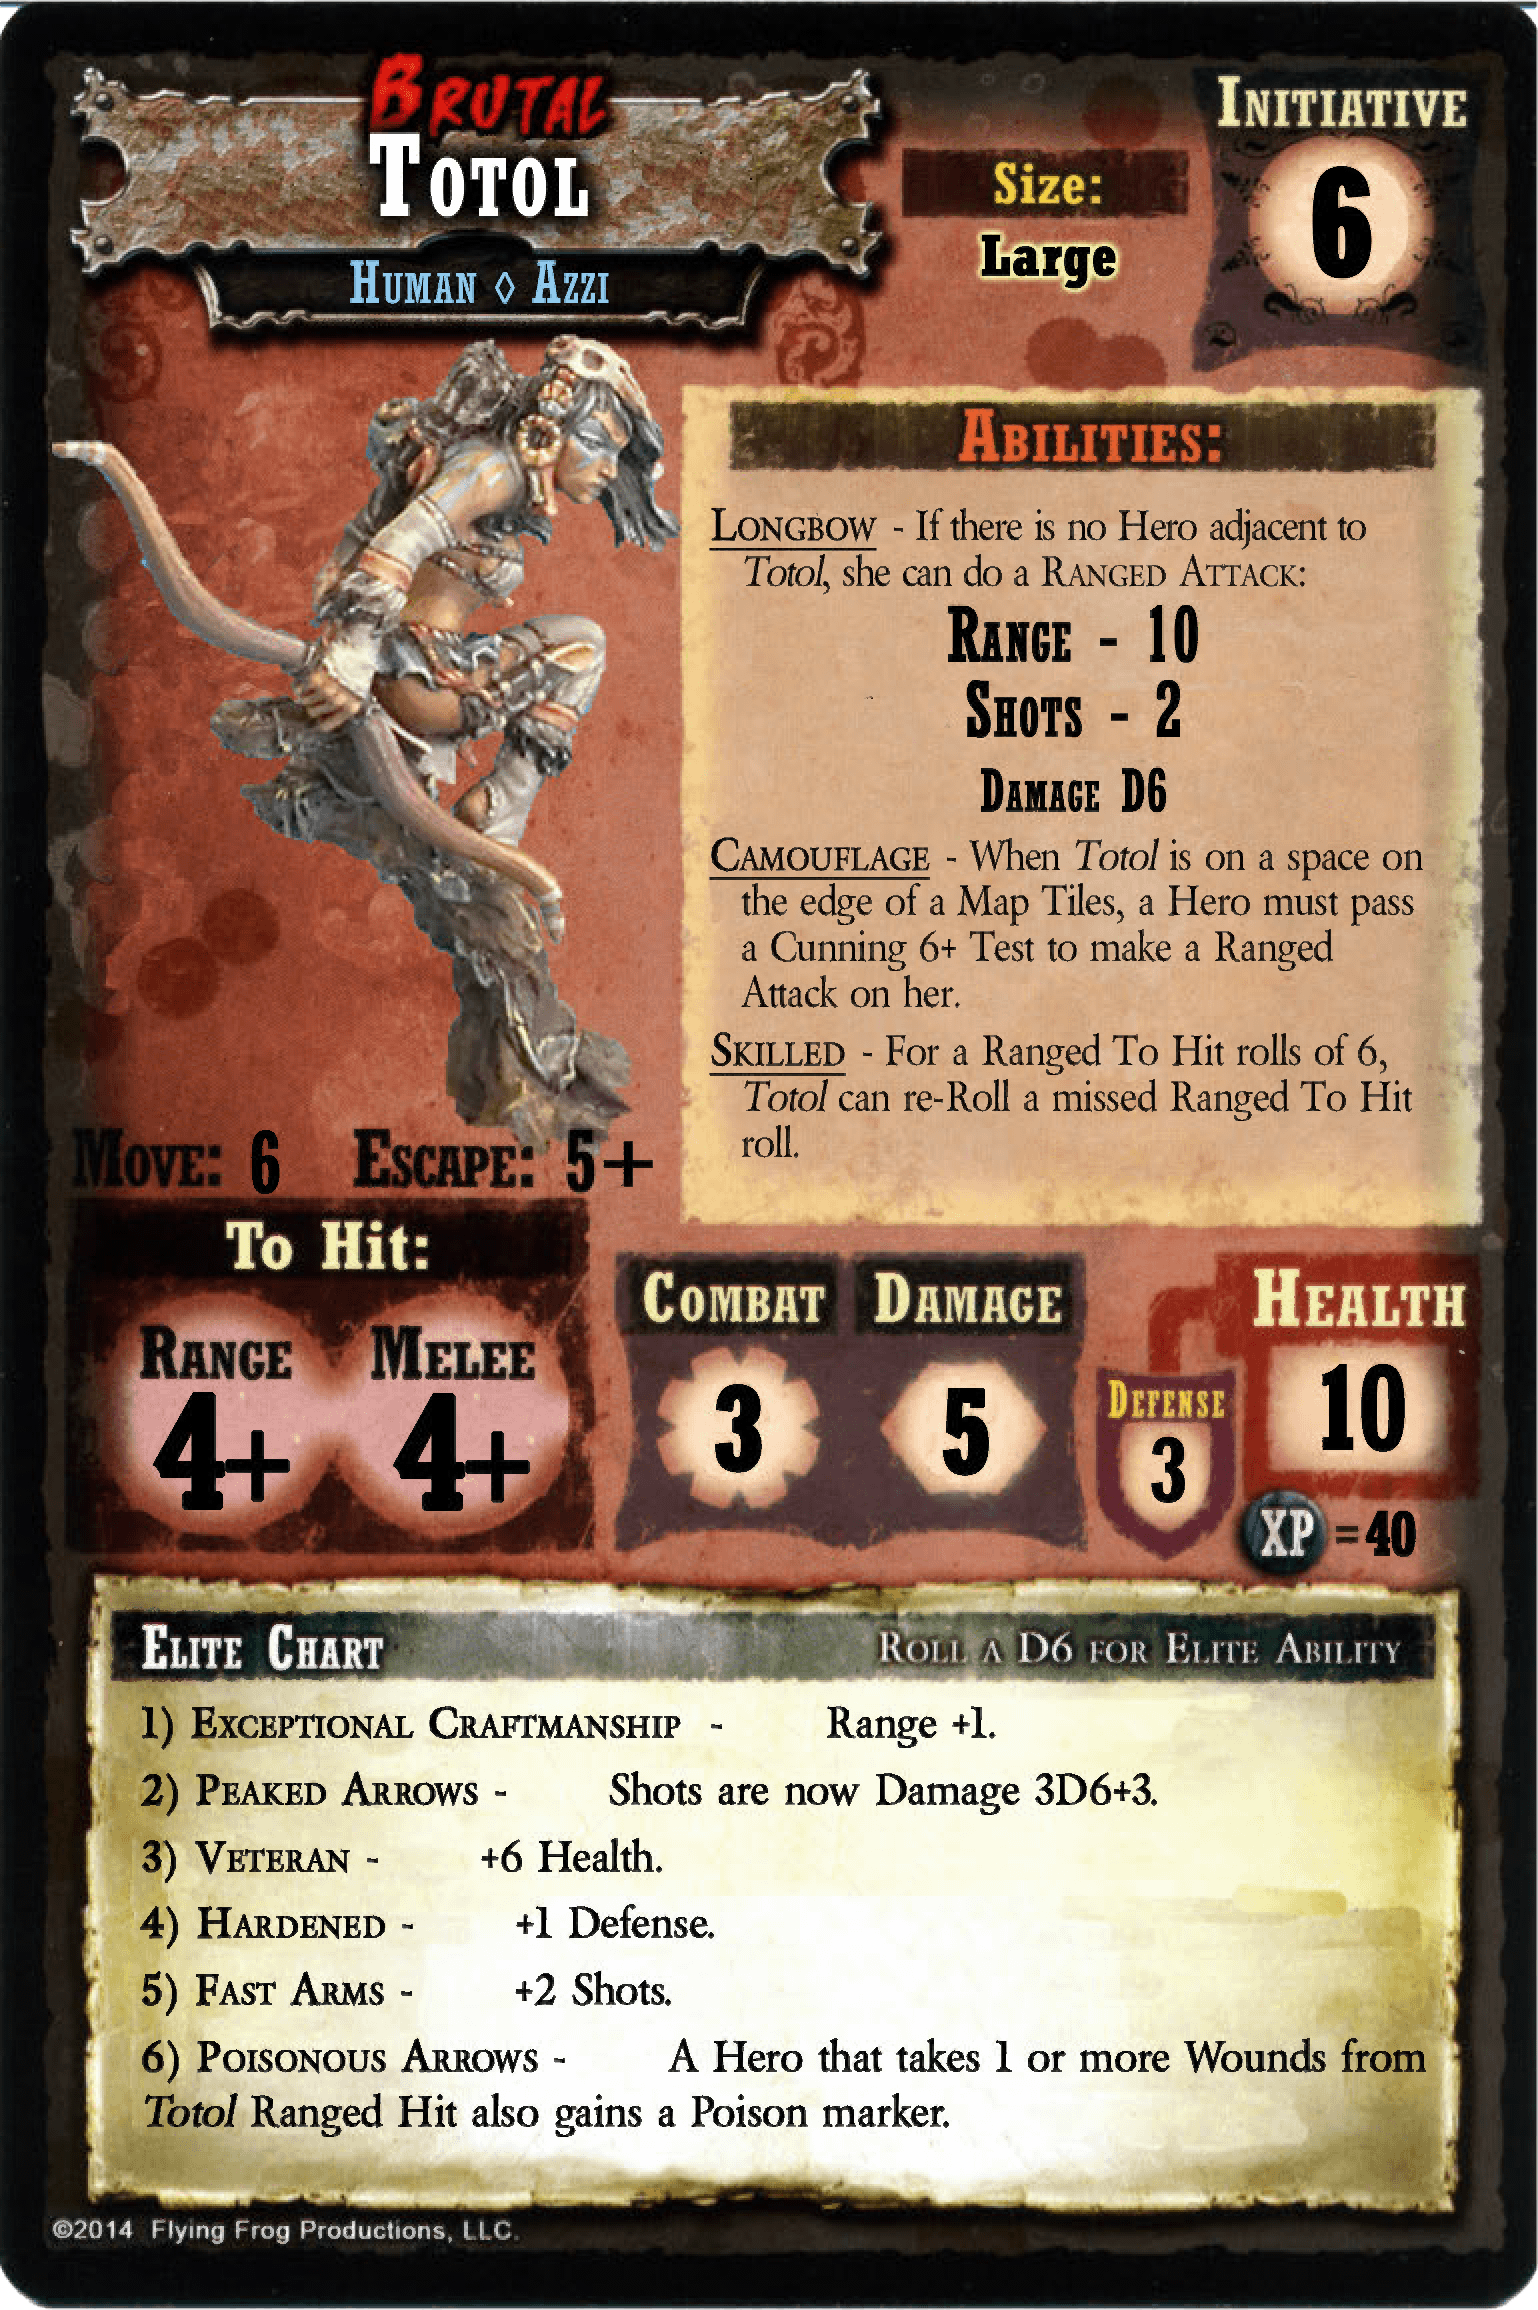 BRUTAL
TOTOL
HUMAN ◊ AZZI
Size:
Large
INITIATIVE
6
ABILITIES:
LONGBOW - If there is no Hero adjacent to
Totol, she can do a RANGED ATTACK:
RANGE - 10
SHOTS - 2
DAMAGE D6
CAMOUFLAGE - When Totol is on a space on
the edge of a Map Tiles, a Hero must pass
a Cunning 6+ Test to make a Ranged
Attack on her.
SKILLED - For a Ranged To Hit rolls of 6,
Totol can re-Roll a missed Ranged To Hit
roll.
MOVE: 6 ESCAPE: 5+
To Hit:
RANGE
4+
MELEE
4+
COMBAT
3
DAMAGE
5
DEFENSE
3
HEALTH
10
XP =40
ELITE CHART ROLL A D6 FOR ELITE ABILITY
1) EXCEPTIONAL CRAFTMANSHIP - Range +1.
2) PEAKED ARROWS - Shots are now Damage 3D6+3.
3) VETERAN - +6 Health.
4) HARDENED - +1 Defense.
5) FAST ARMS - +2 Shots.
6) POISONOUS ARROWS - A Hero that takes 1 or more Wounds from
Totol Ranged Hit also gains a Poison marker.
©2014 Flying Frog Productions, LLC.